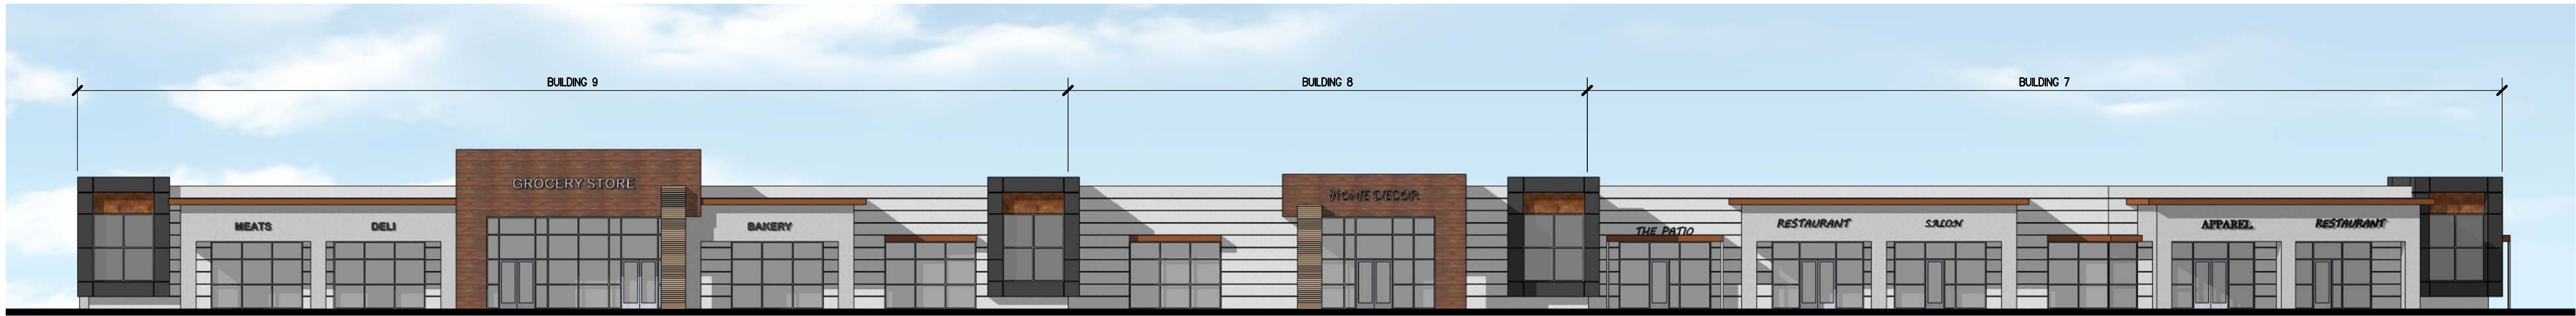 BUILDING 9
BUILDING 8
BUILDING 7
GROCERY STORE
HOME DECOR
MEATS
DELI
BAKERY
THE PATIO
RESTAURANT
SALON
APPAREL
RESTAURANT